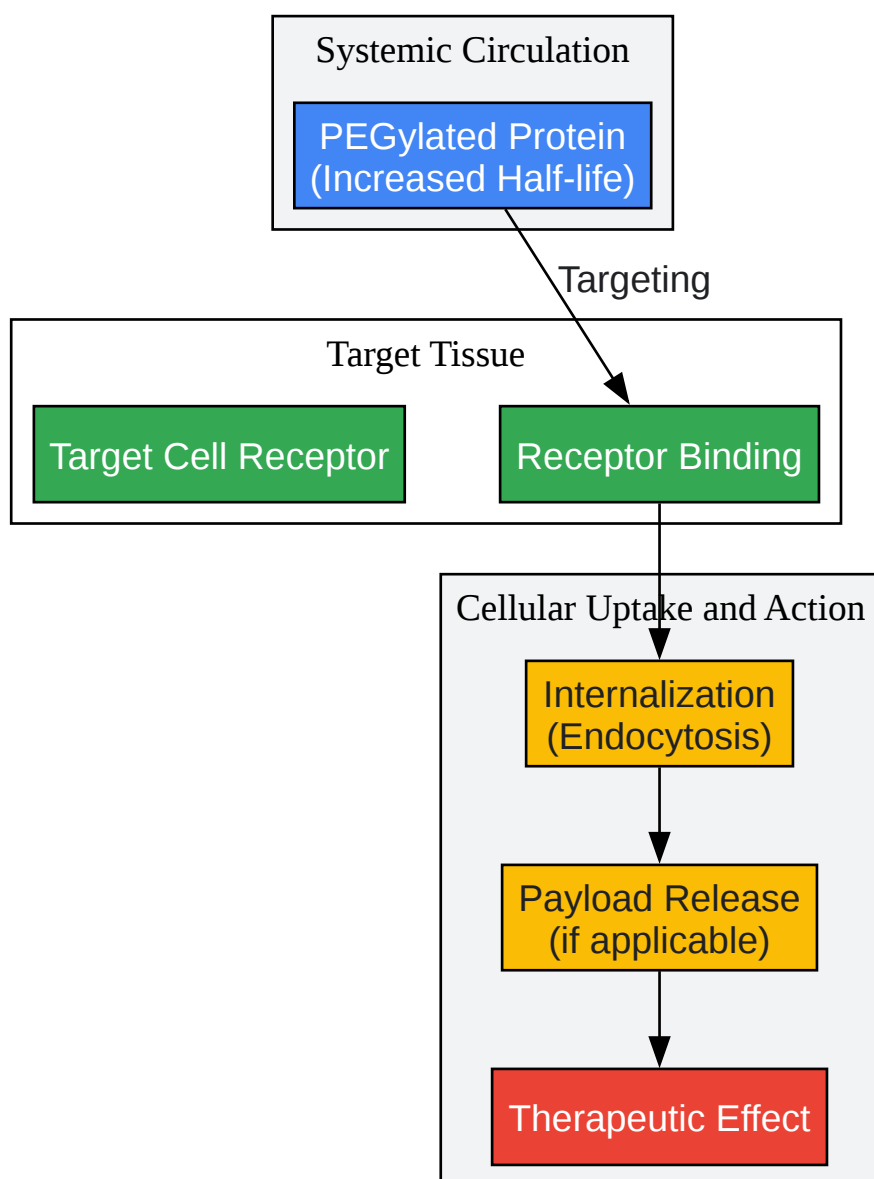 Systemic Circulation
PEGylated Protein
(Increased Half-life)
Targeting
Target Tissue
Target Cell Receptor
Receptor Binding
Cellular Uptake and Action
Internalization
(Endocytosis)
Payload Release
(if applicable)
Therapeutic Effect